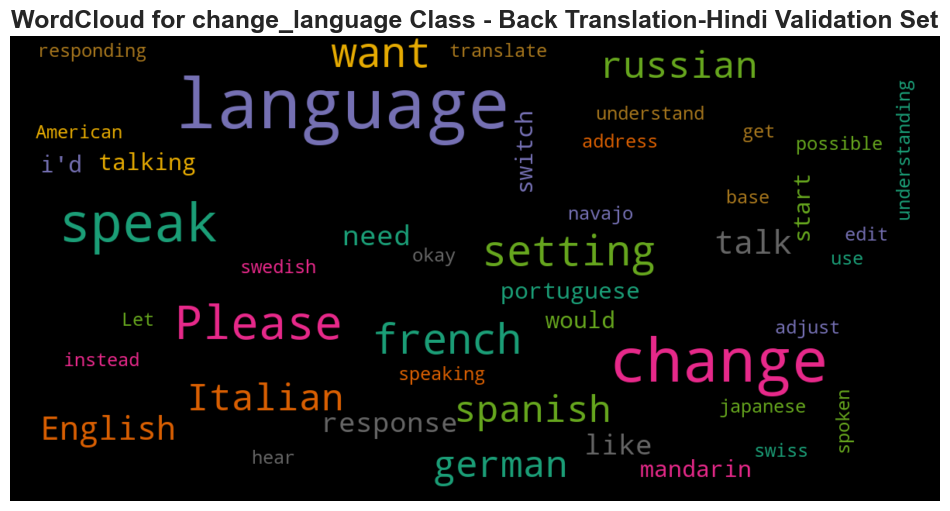 WordCloud for change_language Class - Back Translation-Hindi Validation Set
responding
want
translate
russian
language
understand
understanding
American
switch
address
get
possible
i'd
talking
base
start
speak
navajo
need
setting
talk
edit
okay
use
swedish
portuguese
Let
Please
would
french
adjust
instead
change
speaking
Italian
spanish
japanese
spoken
English
response
like
swiss
hear
german
mandarin